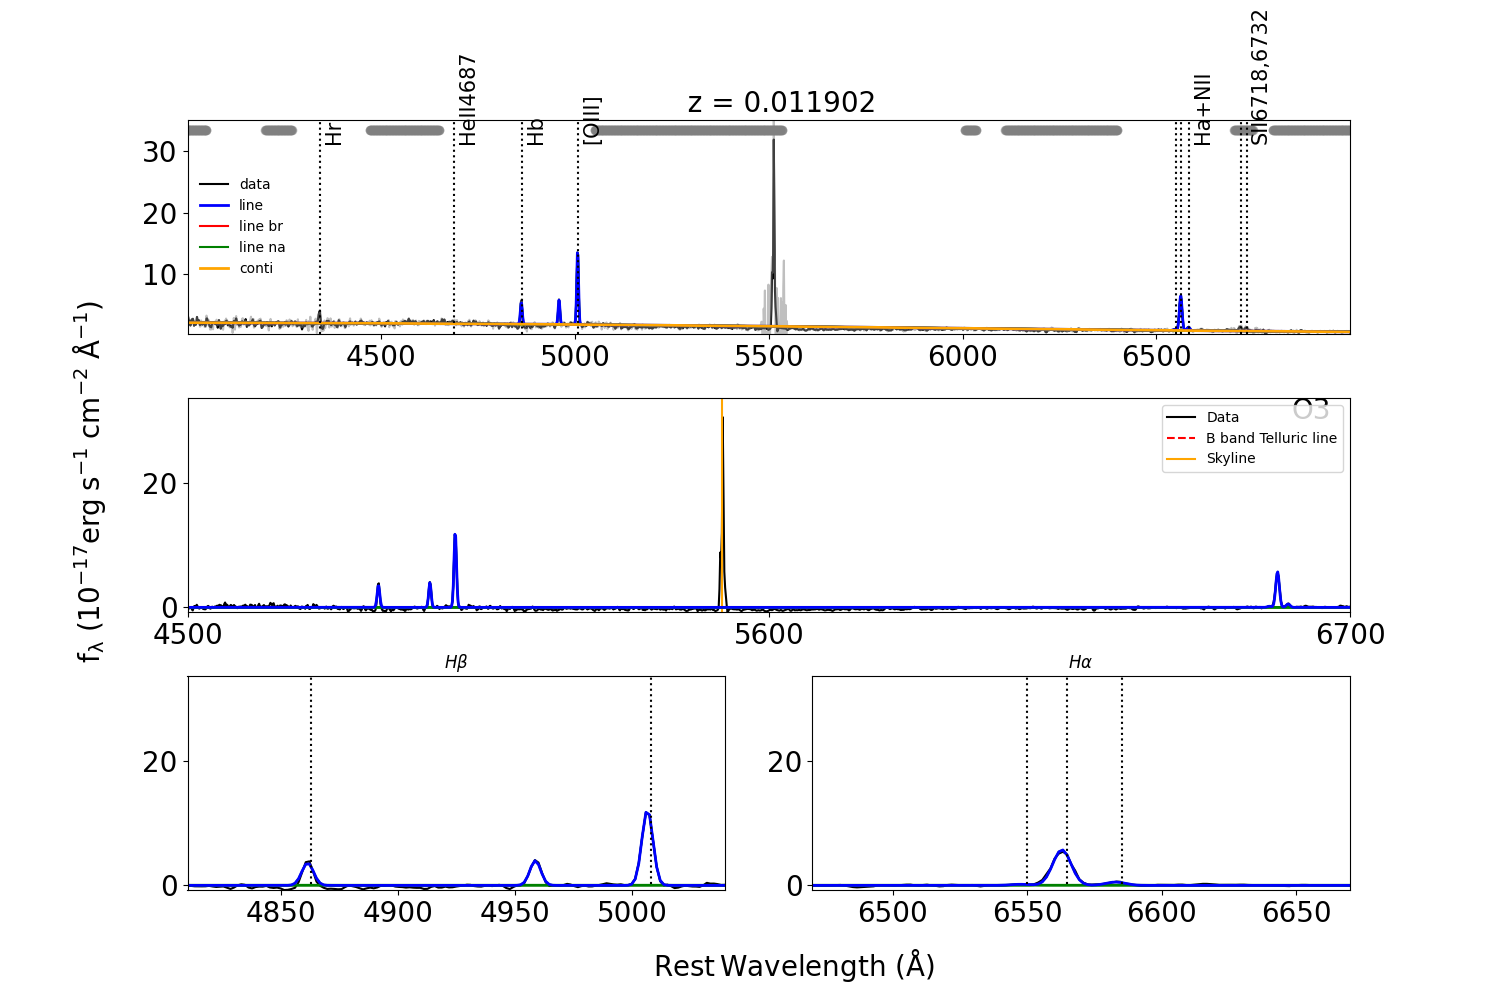 z = 0.011902
Hr
HeII4687
Hb
[OIII]
Ha+NII
SII6718,6732
30
20
10
data
line
line br
line na
conti
4500 5000 5500 6000 6500
fλ (10⁻¹⁷erg s⁻¹ cm⁻² Å⁻¹)
O3
Data
B band Telluric line
Skyline
20
0
4500 5600 6700
Hβ
20
0
4850 4900 4950 5000
Hα
20
0
6500 6550 6600 6650
Rest Wavelength (Å)